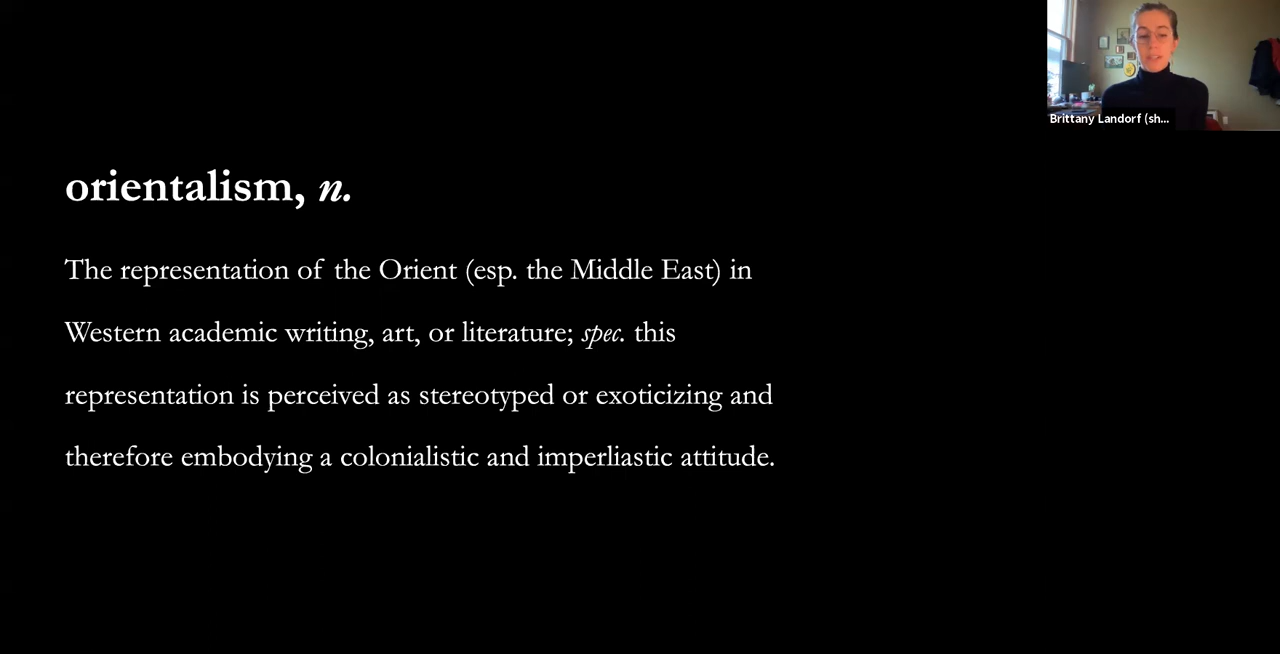 Brittany Landorf (sh...
orientalism, n.
The representation of the Orient (esp. the Middle East) in
Western academic writing, art, or literature; spec. this
representation is perceived as stereotyped or exoticizing and
therefore embodying a colonialistic and imperliastic attitude.